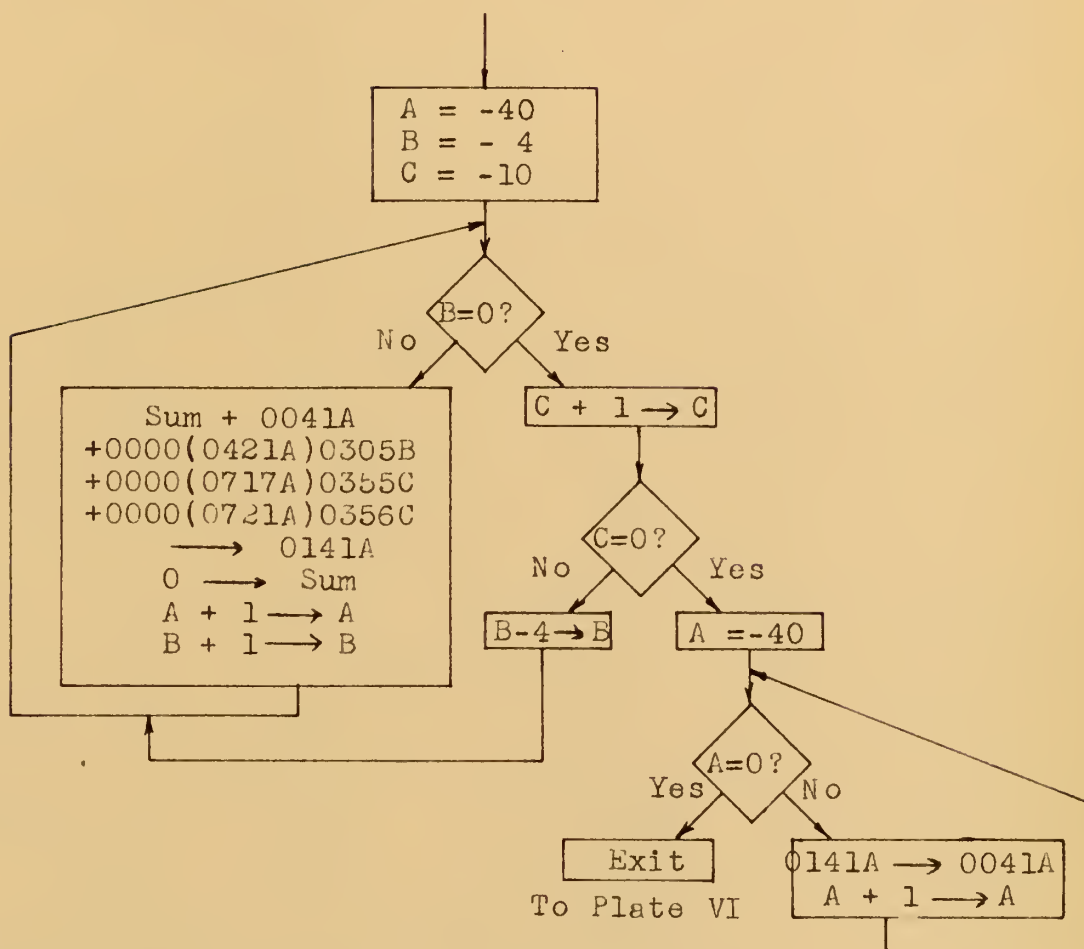 A = -40
B = - 4
C = -10
B=0?
No
Yes
Sum + 0041A
+0000(0421A)0305B
+0000(0717A)0355C
+0000(0721A)0356C
→ 0141A
0 → Sum
A + 1 → A
B + 1 → B
C + 1 → C
C=0?
No
Yes
B-4 → B
A =-40
A=0?
Yes
No
Exit
To Plate VI
0141A → 0041A
A + 1 → A